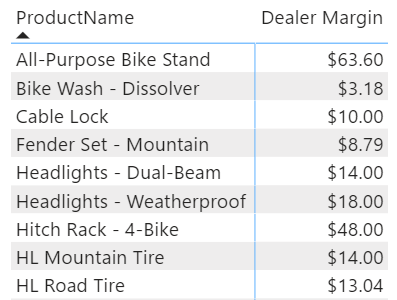 ProductName Dealer Margin
All-Purpose Bike Stand $63.60
Bike Wash - Dissolver $3.18
Cable Lock $10.00
Fender Set - Mountain $8.79
Headlights - Dual-Beam $14.00
Headlights - Weatherproof $18.00
Hitch Rack - 4-Bike $48.00
HL Mountain Tire $14.00
HL Road Tire $13.04